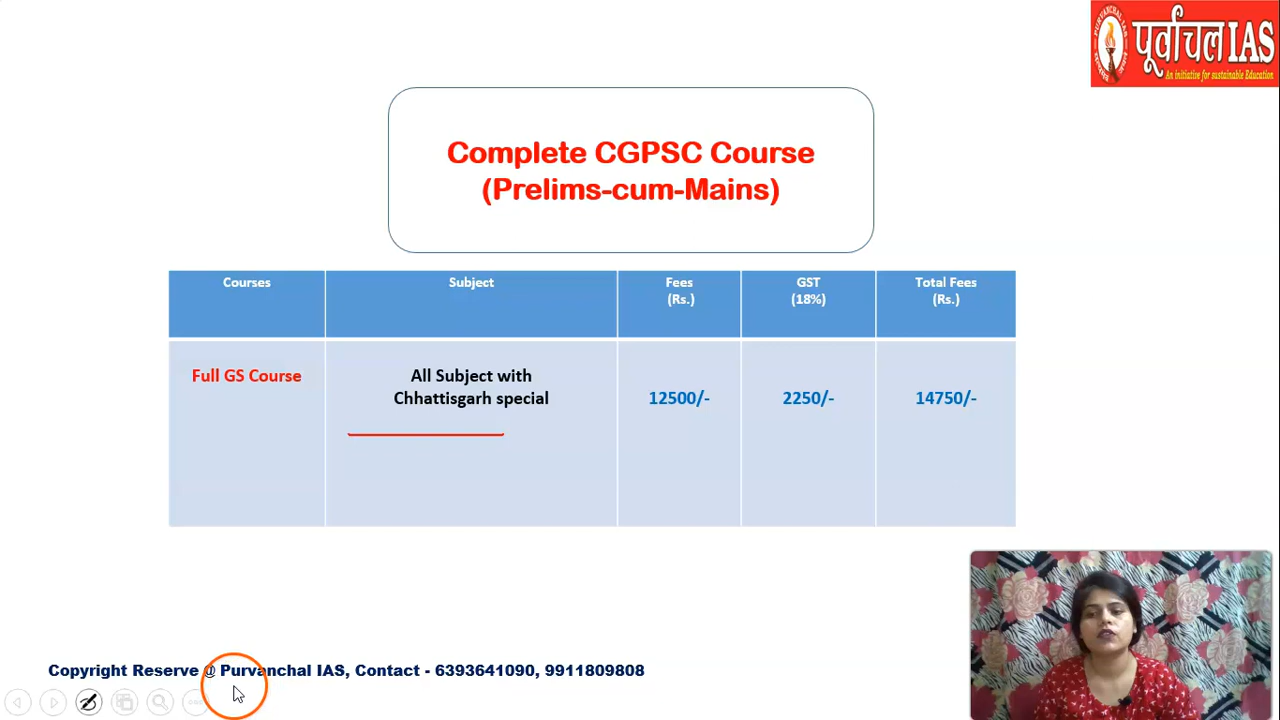 पूर्वांचल IAS
An initiative for sustainable Education
Complete CGPSC Course
(Prelims-cum-Mains)
Courses
Subject
Fees
(Rs.)
GST
(18%)
Total Fees
(Rs.)
Full GS Course
All Subject with
Chhattisgarh special
12500/-
2250/-
14750/-
Copyright Reserve @ Purvanchal IAS, Contact - 6393641090, 9911809808